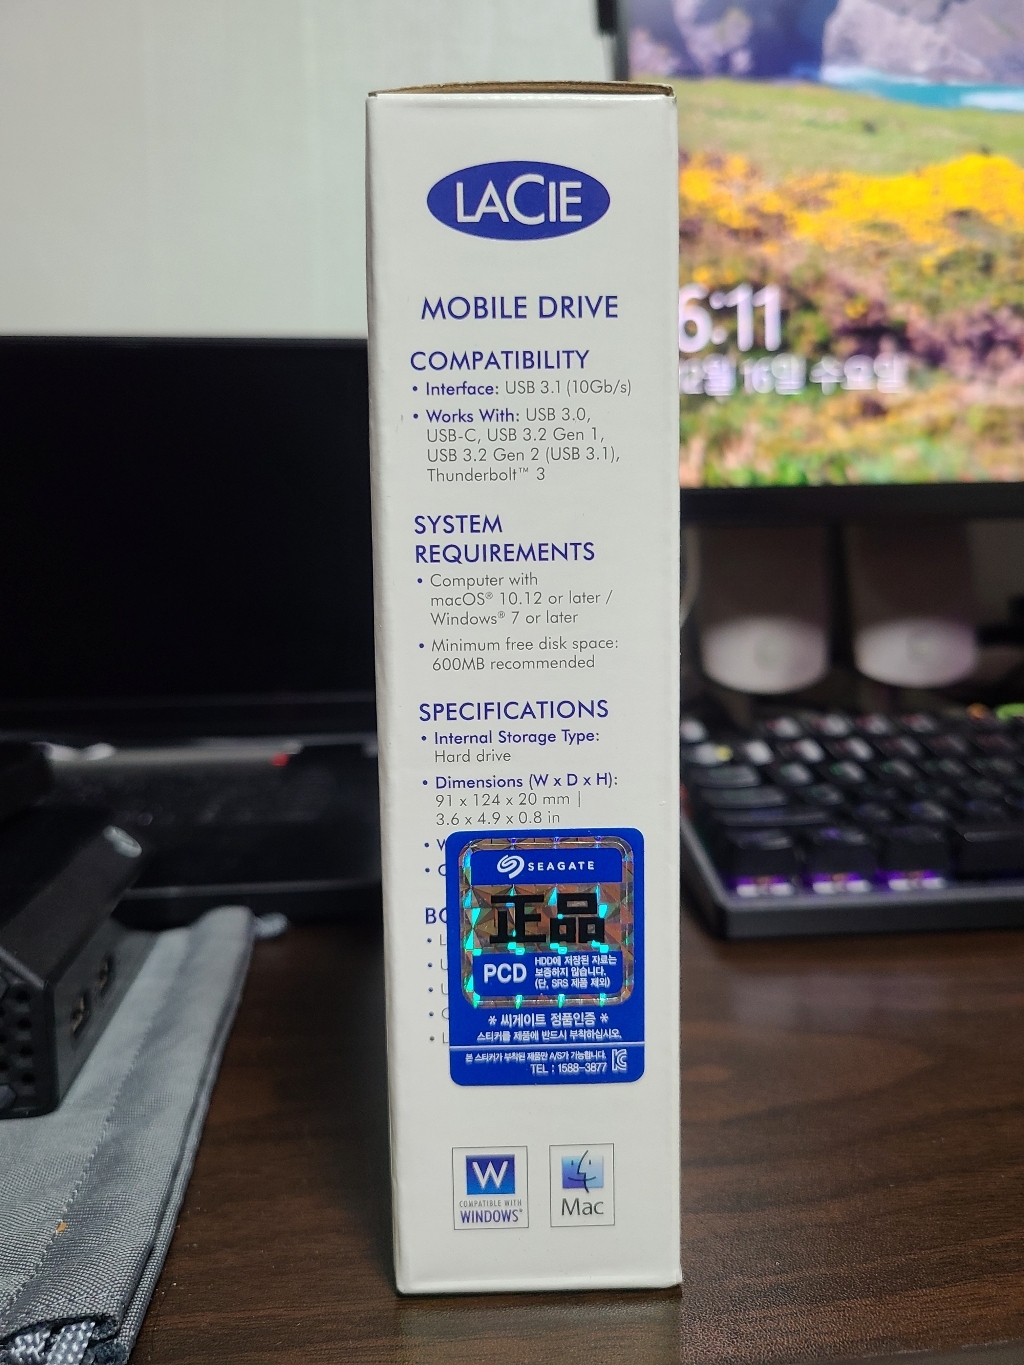 LACIE
MOBILE DRIVE
COMPATIBILITY
• Interface: USB 3.1 (10Gb/s)
• Works With: USB 3.0,
USB-C, USB 3.2 Gen 1,
USB 3.2 Gen 2 (USB 3.1),
Thunderbolt™ 3
SYSTEM
REQUIREMENTS
• Computer with
macOS® 10.12 or later /
Windows® 7 or later
• Minimum free disk space:
600MB recommended
SPECIFICATIONS
• Internal Storage Type:
Hard drive
• Dimensions (W x D x H):
91 x 124 x 20 mm |
3.6 x 4.9 x 0.8 in
SEAGATE
正品
PCD
HDD에 저장된 자료는
보증하지 않습니다.
(단, SRS 제품 제외)
* 씨게이트 정품인증 *
스티커를 제품에 반드시 부착하십시오.
본 스티커가 부착된 제품만 A/S가 가능합니다.
TEL : 1588-3877
W
COMPATIBLE WITH
WINDOWS®
Mac
6:11
12월 16일 수요일